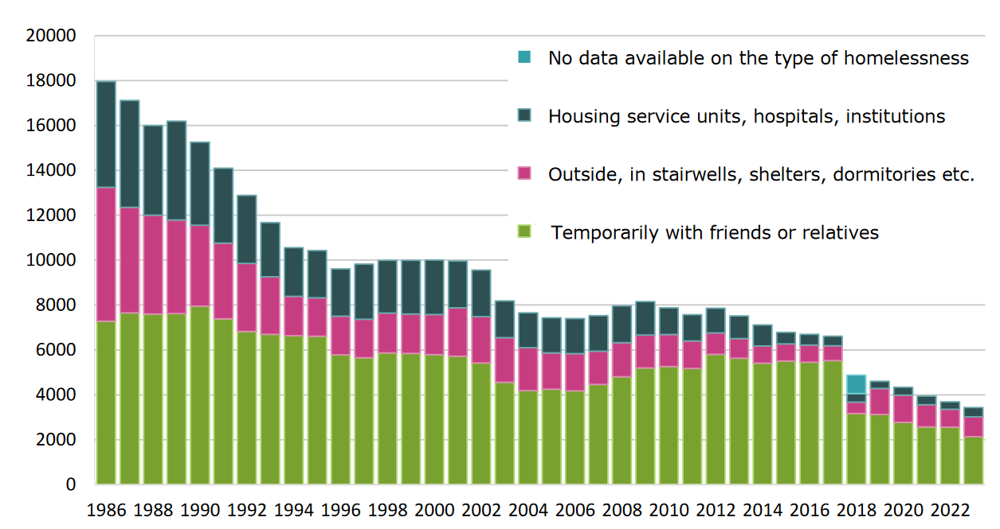 20000
18000
16000
14000
12000
10000
8000
6000
4000
2000
0
No data available on the type of homelessness
Housing service units, hospitals, institutions
Outside, in stairwells, shelters, dormitories etc.
Temporarily with friends or relatives
1986 1988 1990 1992 1994 1996 1998 2000 2002 2004 2006 2008 2010 2012 2014 2016 2018 2020 2022